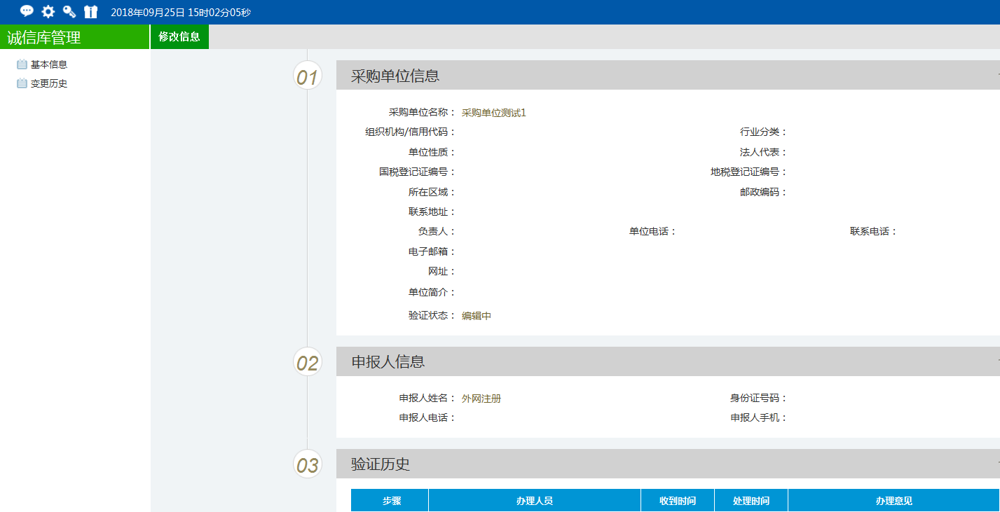 2018年09月25日 15时02分05秒
诚信库管理
修改信息
基本信息
变更历史
01
采购单位信息
采购单位名称： 采购单位测试1
组织机构/信用代码： 行业分类：
单位性质： 法人代表：
国税登记证编号： 地税登记证编号：
所在区域： 邮政编码：
联系地址：
负责人： 单位电话： 联系电话：
电子邮箱：
网址：
单位简介：
验证状态： 编辑中
02
申报人信息
申报人姓名： 外网注册 身份证号码：
申报人电话： 申报人手机：
03
验证历史
步骤 办理人员 收到时间 处理时间 办理意见